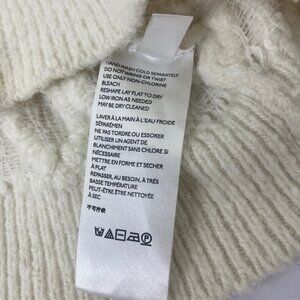 HAND WASH COLD SEPARATELY
DO NOT WRING OR TWIST
USE ONLY NON-CHLORINE
BLEACH
RESHAPE LAY FLAT TO DRY
LOW IRON AS NEEDED
MAY BE DRY CLEANED
LAVER À LA MAIN À L'EAU FROIDE
SÉPARÉMEN
NE PAS TORDRE OU ESSORER
UTILISER UN AGENT DE
BLANCHIMENT SANS CHLORE SI
NÉCESSAIRE
METTRE EN FORME ET SECHER
À PLAT
REPASSER, AU BESOIN, À TRÈS
BASSE TEMPÉRATURE
PEUT-ÊTRE ÊTRE NETTOYÉE
À SEC